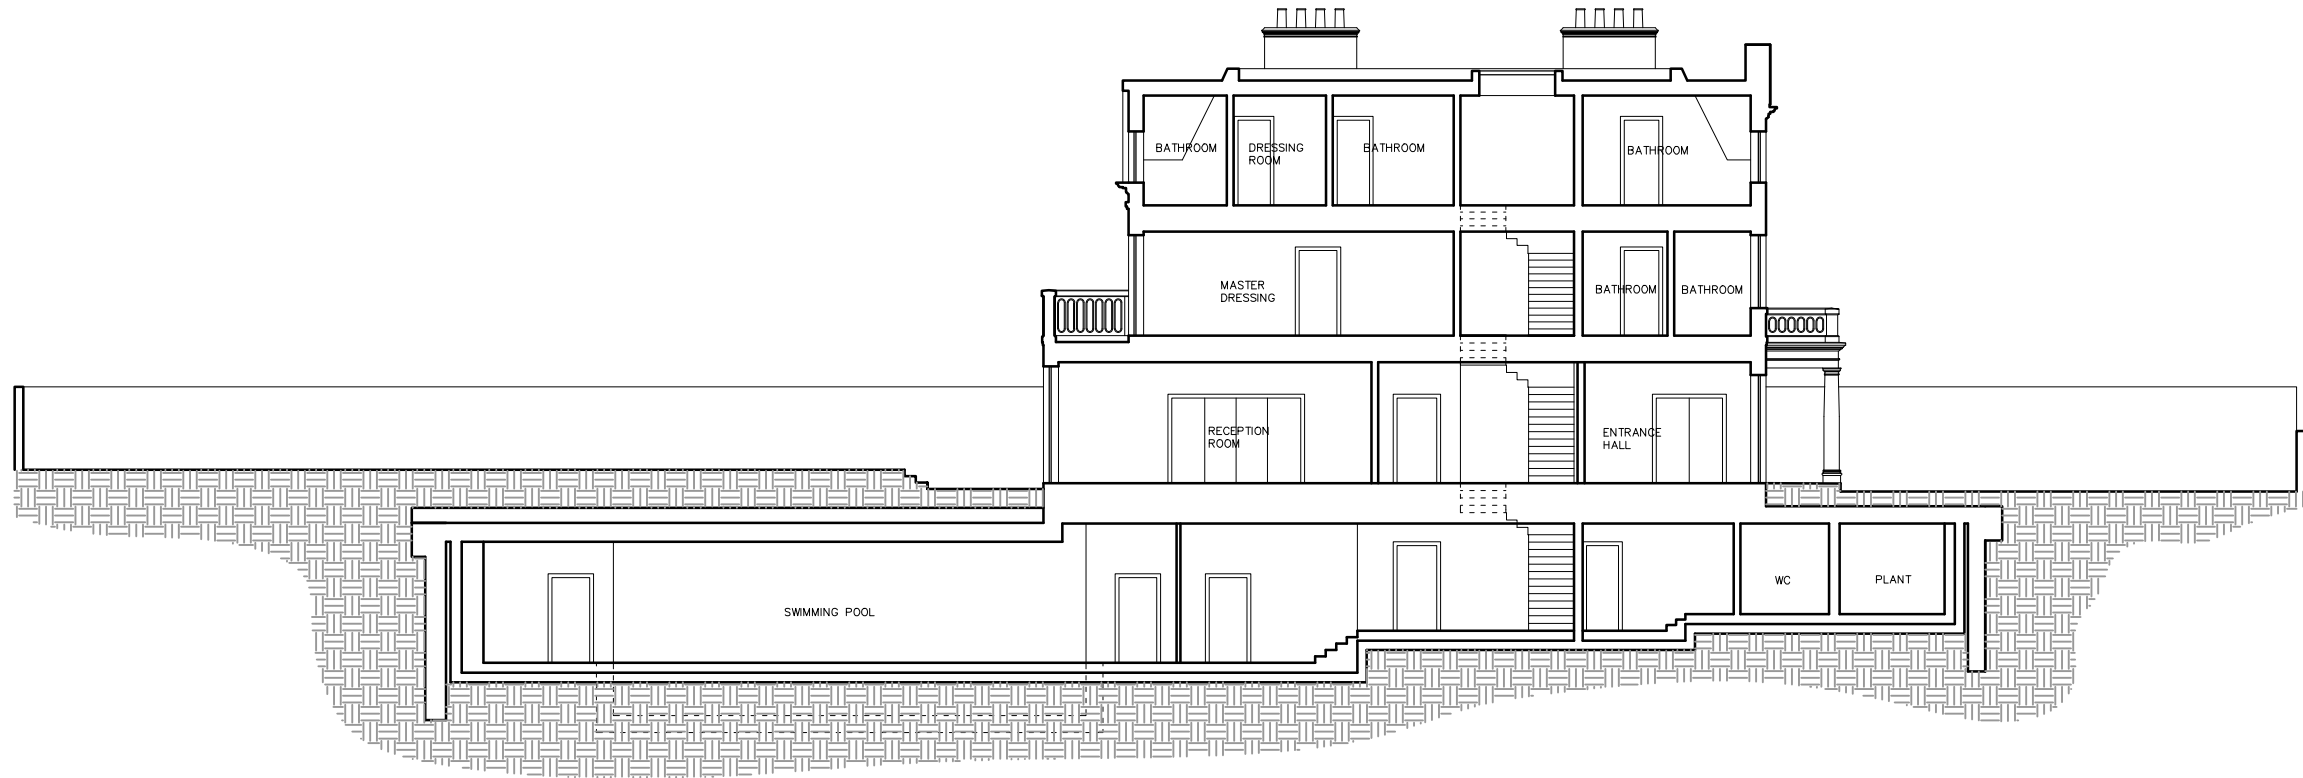 BATHROOM
DRESSING
ROOM
BATHROOM
BATHROOM
MASTER
DRESSING
BATHROOM
BATHROOM
RECEPTION
ROOM
ENTRANCE
HALL
SWIMMING POOL
WC
PLANT